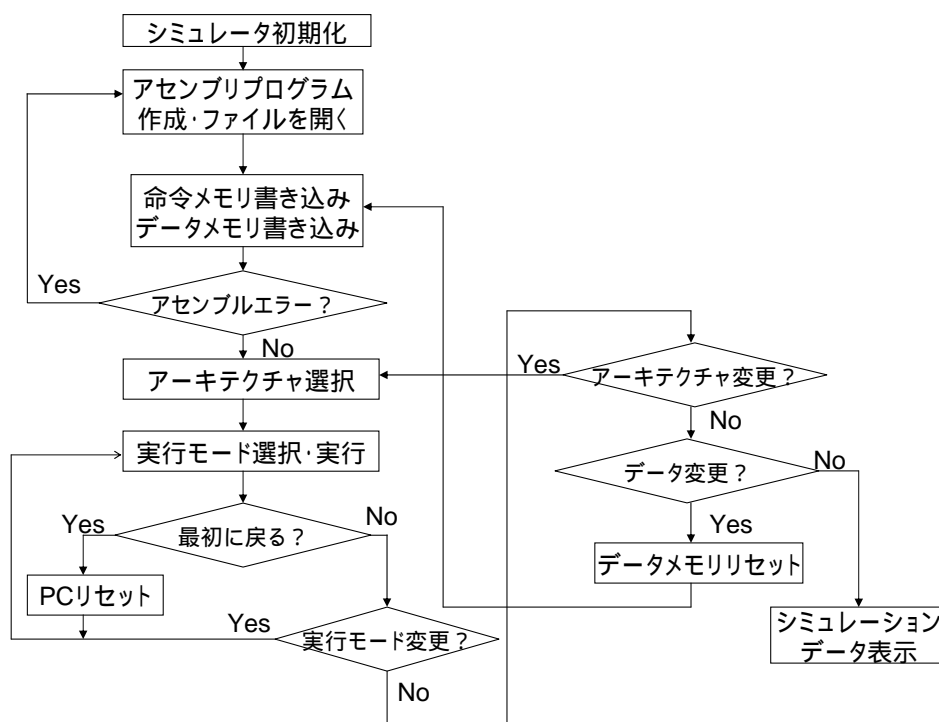 シミュレータ初期化
アセンブリプログラム
作成・ファイルを開く
命令メモリ書き込み
データメモリ書き込み
Yes
アセンブルエラー？
No
アーキテクチャ選択
Yes
アーキテクチャ変更？
No
実行モード選択・実行
データ変更？
No
Yes
最初に戻る？
No
Yes
データメモリリセット
PCリセット
Yes
実行モード変更？
No
シミュレーション
データ表示